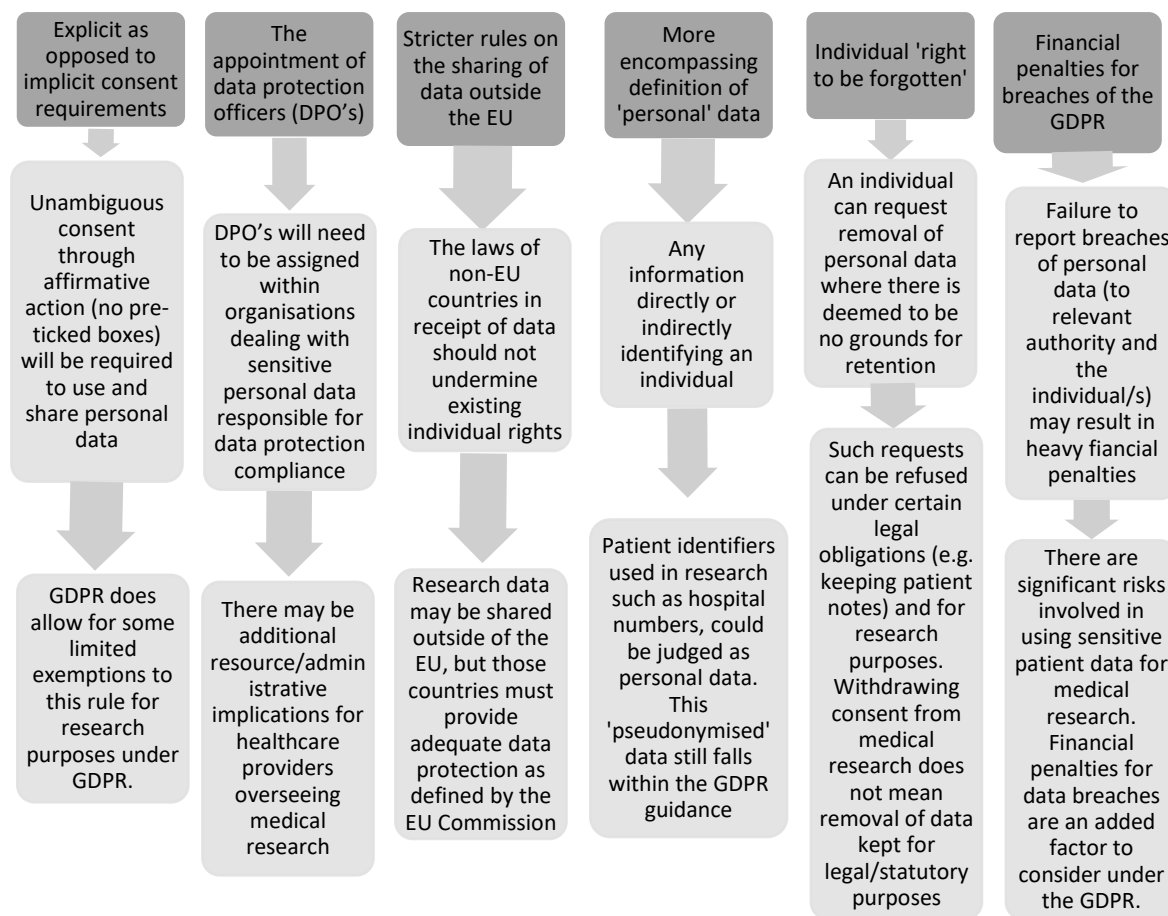 Explicit as
opposed to
implicit consent
requirements
Unambiguous
consent
through
affirmative
action (no pre-
ticked boxes)
will be required
to use and
share personal
data
GDPR does
allow for some
limited
exemptions to
this rule for
research
purposes under
GDPR.
The
appointment of
data protection
officers (DPO's)
DPO's will need
to be assigned
within
organisations
dealing with
sensitive
personal data
responsible for
data protection
compliance
There may be
additional
resource/admin
istrative
implications for
healthcare
providers
overseeing
medical
research
Stricter rules on
the sharing of
data outside
the EU
The laws of
non-EU
countries in
receipt of data
should not
undermine
existing
individual rights
Research data
may be shared
outside of the
EU, but those
countries must
provide
adequate data
protection as
defined by the
EU Commission
More
encompassing
definition of
'personal' data
Any
information
directly or
indirectly
identifying an
individual
Patient identifiers
used in research
such as hospital
numbers, could
be judged as
personal data.
This
'pseudonymised'
data still falls
within the GDPR
guidance
Individual 'right
to be forgotten'
An individual
can request
removal of
personal data
where there is
deemed to be
no grounds for
retention
Such requests
can be refused
under certain
legal
obligations (e.g.
keeping patient
notes) and for
research
purposes.
Withdrawing
consent from
medical
research does
not mean
removal of data
kept for
legal/statutory
purposes
Financial
penalties for
breaches of the
GDPR
Failure to
report breaches
of personal
data (to
relevant
authority and
the
individual/s)
may result in
heavy fiancial
penalties
There are
significant risks
involved in
using sensitive
patient data for
medical
research.
Financial
penalties for
data breaches
are an added
factor to
consider under
the GDPR.